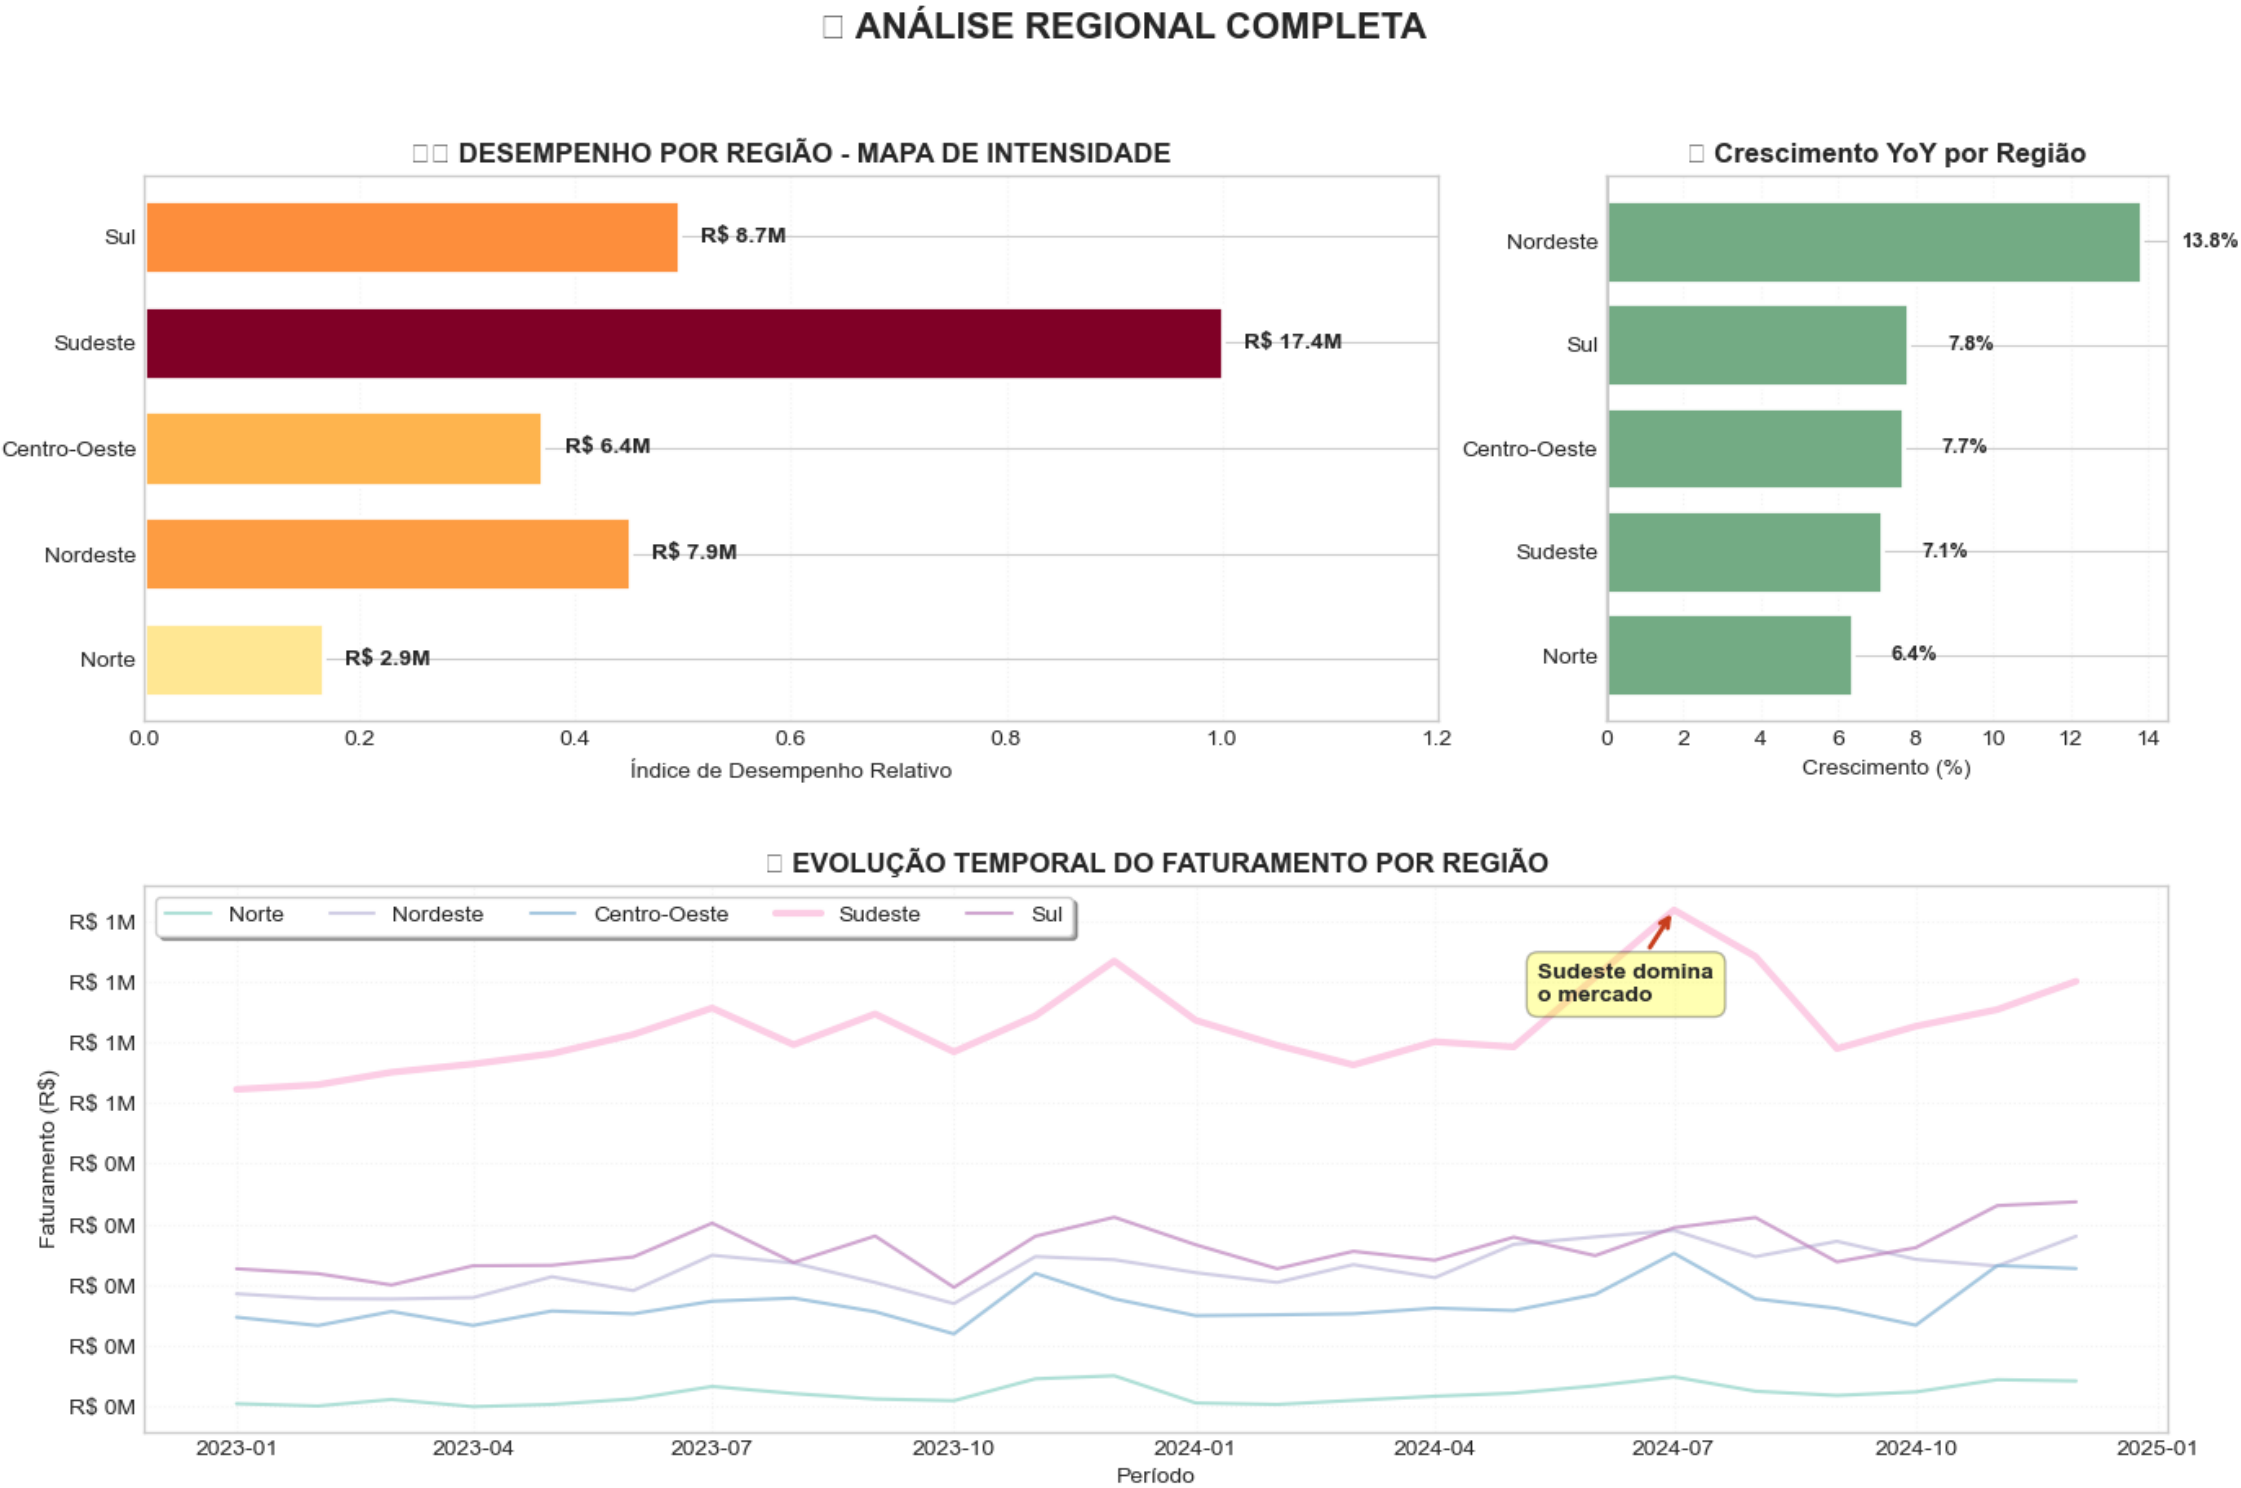 ANÁLISE REGIONAL COMPLETA
DESEMPENHO POR REGIÃO - MAPA DE INTENSIDADE
Sul
R$ 8.7M
Sudeste
R$ 17.4M
Centro-Oeste
R$ 6.4M
Nordeste
R$ 7.9M
Norte
R$ 2.9M
0.0 0.2 0.4 0.6 0.8 1.0 1.2
Índice de Desempenho Relativo
Crescimento YoY por Região
Nordeste
13.8%
Sul
7.8%
Centro-Oeste
7.7%
Sudeste
7.1%
Norte
6.4%
0 2 4 6 8 10 12 14
Crescimento (%)
EVOLUÇÃO TEMPORAL DO FATURAMENTO POR REGIÃO
Norte Nordeste Centro-Oeste Sudeste Sul
Faturamento (R$)
R$ 1M
R$ 1M
R$ 1M
R$ 1M
R$ 0M
R$ 0M
R$ 0M
R$ 0M
R$ 0M
Sudeste domina
o mercado
2023-01 2023-04 2023-07 2023-10 2024-01 2024-04 2024-07 2024-10 2025-01
Período